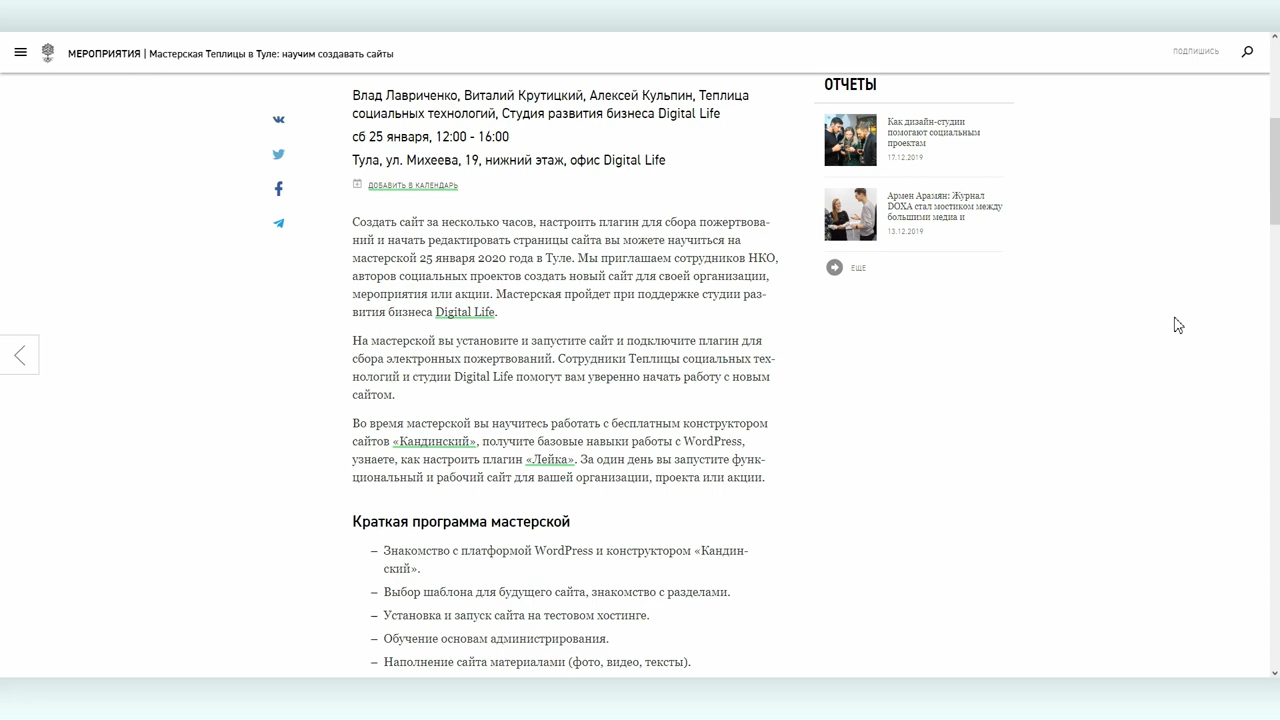 МЕРОПРИЯТИЯ | Мастерская Теплицы в Туле: научим создавать сайты
ПОДПИШИСЬ
Влад Лавриченко, Виталий Крутицкий, Алексей Кульпин, Теплица
социальных технологий, Студия развития бизнеса Digital Life
сб 25 января, 12:00 - 16:00
Тула, ул. Михеева, 19, нижний этаж, офис Digital Life
ДОБАВИТЬ В КАЛЕНДАРЬ
Создать сайт за несколько часов, настроить плагин для сбора пожертвова-
ний и начать редактировать страницы сайта вы можете научиться на
мастерской 25 января 2020 года в Туле. Мы приглашаем сотрудников НКО,
авторов социальных проектов создать новый сайт для своей организации,
мероприятия или акции. Мастерская пройдет при поддержке студии раз-
вития бизнеса Digital Life.
На мастерской вы установите и запустите сайт и подключите плагин для
сбора электронных пожертвований. Сотрудники Теплицы социальных тех-
нологий и студии Digital Life помогут вам уверенно начать работу с новым
сайтом.
Во время мастерской вы научитесь работать с бесплатным конструктором
сайтов «Кандинский», получите базовые навыки работы с WordPress,
узнаете, как настроить плагин «Лейка». За один день вы запустите функ-
циональный и рабочий сайт для вашей организации, проекта или акции.
Краткая программа мастерской
– Знакомство с платформой WordPress и конструктором «Кандин-
ский».
– Выбор шаблона для будущего сайта, знакомство с разделами.
– Установка и запуск сайта на тестовом хостинге.
– Обучение основам администрирования.
– Наполнение сайта материалами (фото, видео, тексты).
ОТЧЕТЫ
Как дизайн-студии
помогают социальным
проектам
17.12.2019
Армен Арамян: Журнал
DOXA стал мостиком между
большими медиа и
13.12.2019
ЕЩЕ